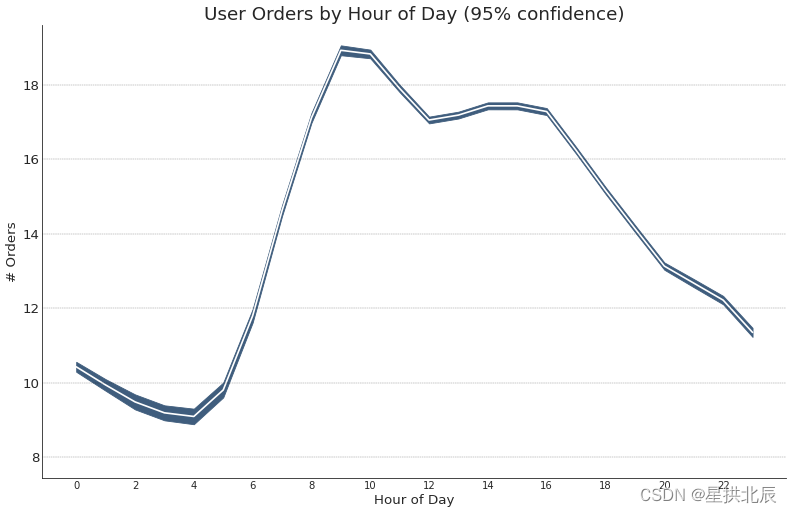 User Orders by Hour of Day (95% confidence)
# Orders
18
16
14
12
10
8
0 2 4 6 8 10 12 14 16 18 20 22
Hour of Day
CSDN @星拱北辰